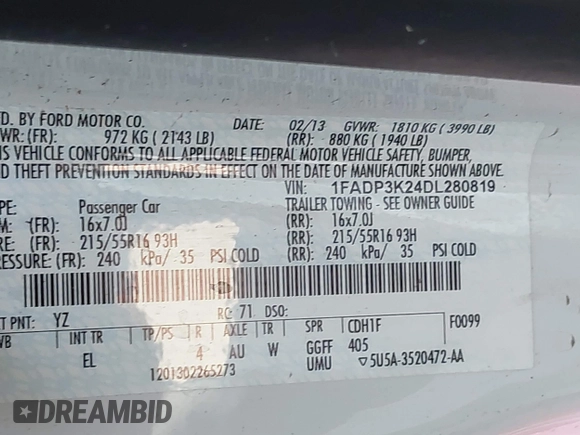 D. BY FORD MOTOR CO. DATE: 02/13 GVWR: 1810 KG ( 3990 LB)
WR: (FR): 972 KG ( 2143 LB) (RR): 880 KG ( 1940 LB)
IS VEHICLE CONFORMS TO ALL APPLICABLE FEDERAL MOTOR VEHICLE SAFETY, BUMPER,
D THEFT PREVENTION STANDARDS IN EFFECT ON THE DATE OF MANUFACTURE SHOWN ABOVE.
VIN: 1FADP3K24DL280819
PE: Passenger Car TRAILER TOWING - SEE OWNER GUIDE
M: (FR): 16x7.0J (RR): 16x7.0J
RE: (FR): 215/55R16 93H (RR): 215/55R16 93H
RESSURE: (FR): 240 kPa/ 35 PSI COLD (RR): 240 kPa/ 35 PSI COLD
T PNT: YZ RC: 71 DSO:
WB INT TR TP/PS R AXLE TR SPR CDH1F F0099
EL 4 AU W GGFF 405
UMU ▽5U5A-3520472-AA
1201302265273
DREAMBID